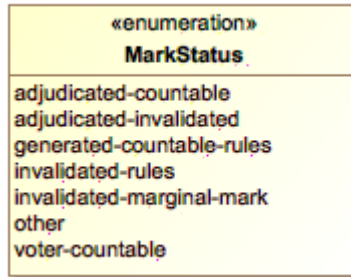 «enumeration»
MarkStatus
adjudicated-countable
adjudicated-invalidated
generated-countable-rules
invalidated-rules
invalidated-marginal-mark
other
voter-countable